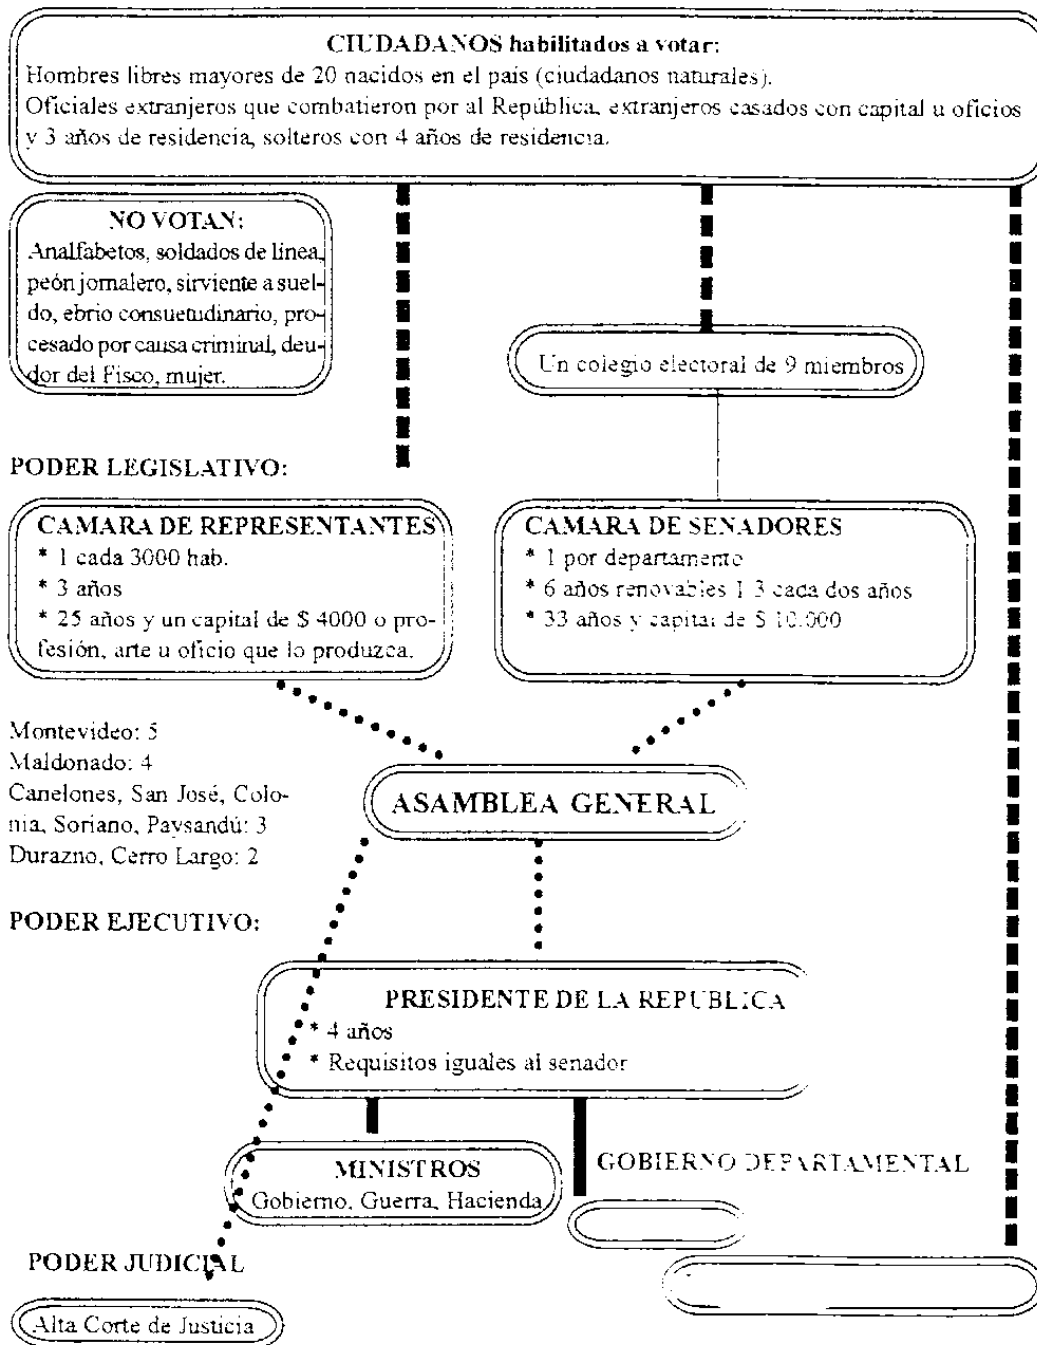 CIUDADANOS habilitados a votar:
Hombres libres mayores de 20 nacidos en el país (ciudadanos naturales).
Oficiales extranjeros que combatieron por al República, extranjeros casados con capital u oficios
y 3 años de residencia, solteros con 4 años de residencia.
NO VOTAN:
Analfabetos, soldados de línea,
peón jornalero, sirviente a suel-
do, ebrio consuetudinario, pro-
cesado por causa criminal, deu-
dor del Fisco, mujer.
Un colegio electoral de 9 miembros
PODER LEGISLATIVO:
CAMARA DE REPRESENTANTES
* 1 cada 3000 hab.
* 3 años
* 25 años y un capital de $ 4000 o pro-
fesión, arte u oficio que lo produzca.
CAMARA DE SENADORES
* 1 por departamento
* 6 años renovables 1 3 cada dos años
* 33 años y capital de $ 10.000
Montevideo: 5
Maldonado: 4
Canelones, San José, Colo-
nia, Soriano, Paysandú: 3
Durazno, Cerro Largo: 2
ASAMBLEA GENERAL
PODER EJECUTIVO:
PRESIDENTE DE LA REPUBLICA
* 4 años
* Requisitos iguales al senador
MINISTROS
Gobierno, Guerra, Hacienda
GOBIERNO DEPARTAMENTAL
PODER JUDICIAL
Alta Corte de Justicia